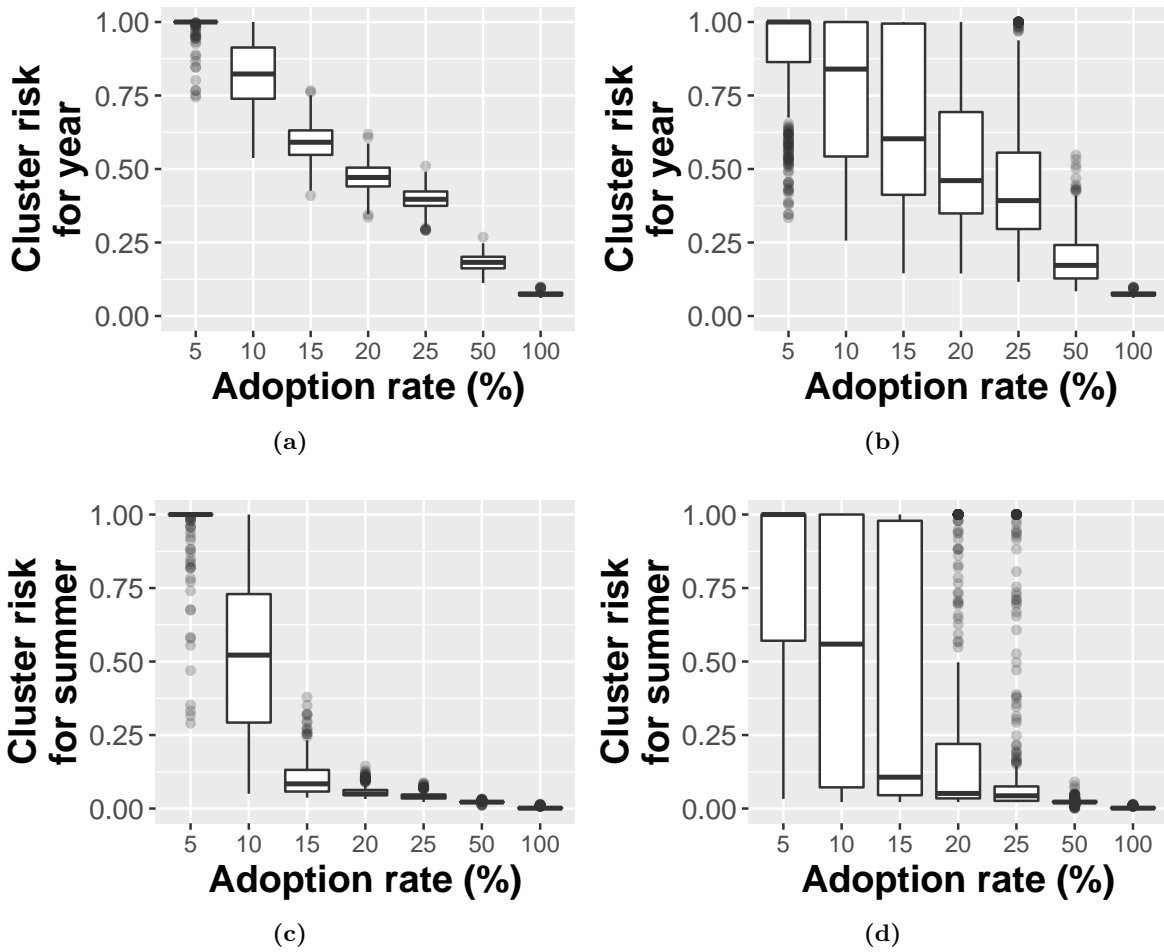 Cluster risk
for year
1.00
0.75
0.50
0.25
0.00
5 10 15 20 25 50 100
Adoption rate (%)
(a)
Cluster risk
for year
1.00
0.75
0.50
0.25
0.00
5 10 15 20 25 50 100
Adoption rate (%)
(b)
Cluster risk
for summer
1.00
0.75
0.50
0.25
0.00
5 10 15 20 25 50 100
Adoption rate (%)
(c)
Cluster risk
for summer
1.00
0.75
0.50
0.25
0.00
5 10 15 20 25 50 100
Adoption rate (%)
(d)